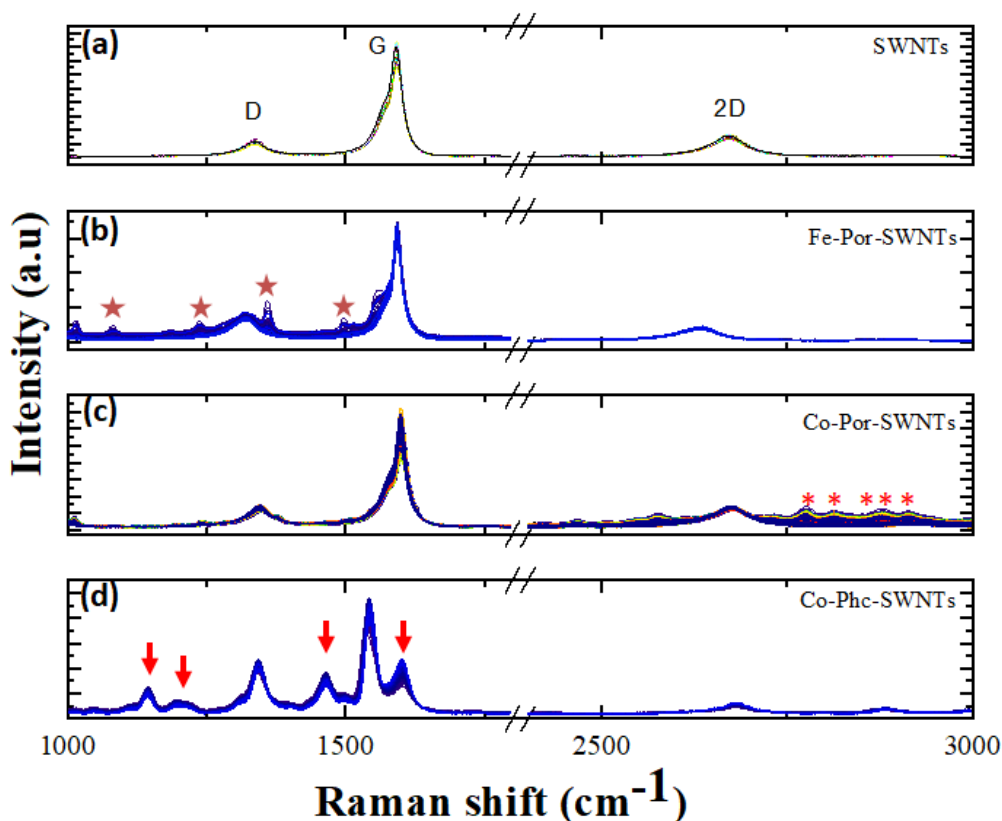 (a)
G
SWNTs
D
2D
(b)
Fe-Por-SWNTs
(c)
Co-Por-SWNTs
* * * * *
(d)
Co-Phc-SWNTs
Intensity (a.u)
1000 1500 2500 3000
Raman shift (cm-1)